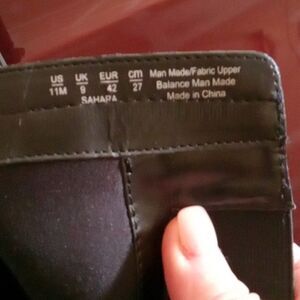 US UK EUR cm Man Made/Fabric Upper
11M 9 42 27 Balance Man Made
SAHARA Made in China